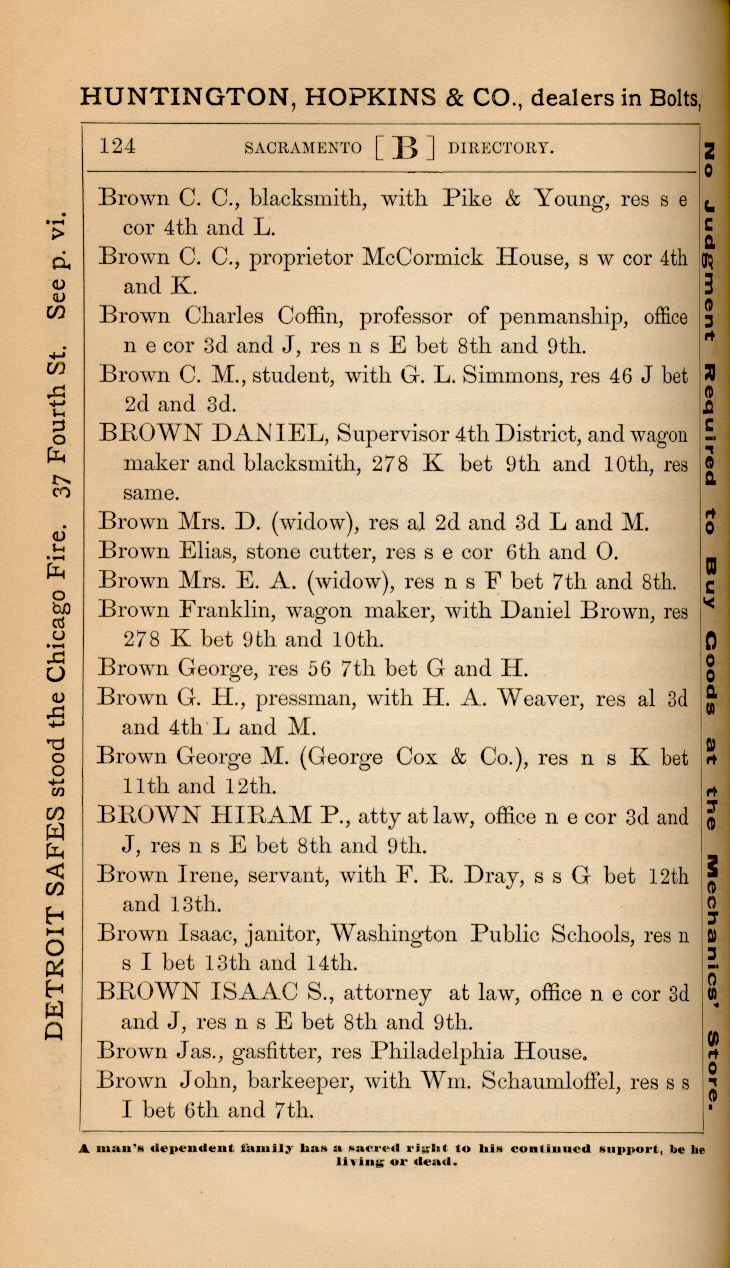 HUNTINGTON, HOPKINS & CO., dealers in Bolts,
124 SACRAMENTO [B] DIRECTORY.
Brown C. C., blacksmith, with Pike & Young, res s e
cor 4th and L.
Brown C. C., proprietor McCormick House, s w cor 4th
and K.
Brown Charles Coffin, professor of penmanship, office
n e cor 3d and J, res n s E bet 8th and 9th.
Brown C. M., student, with G. L. Simmons, res 46 J bet
2d and 3d.
BROWN DANIEL, Supervisor 4th District, and wagon
maker and blacksmith, 278 K bet 9th and 10th, res
same.
Brown Mrs. D. (widow), res al 2d and 3d L and M.
Brown Elias, stone cutter, res s e cor 6th and O.
Brown Mrs. E. A. (widow), res n s F bet 7th and 8th.
Brown Franklin, wagon maker, with Daniel Brown, res
278 K bet 9th and 10th.
Brown George, res 56 7th bet G and H.
Brown G. H., pressman, with H. A. Weaver, res al 3d
and 4th L and M.
Brown George M. (George Cox & Co.), res n s K bet
11th and 12th.
BROWN HIRAM P., atty at law, office n e cor 3d and
J, res n s E bet 8th and 9th.
Brown Irene, servant, with F. R. Dray, s s G bet 12th
and 13th.
Brown Isaac, janitor, Washington Public Schools, res n
s I bet 13th and 14th.
BROWN ISAAC S., attorney at law, office n e cor 3d
and J, res n s E bet 8th and 9th.
Brown Jas., gasfitter, res Philadelphia House.
Brown John, barkeeper, with Wm. Schaumloffel, res s s
I bet 6th and 7th.
A man's dependent family has a sacred right to his continued support, be he
living or dead.
DETROIT SAFES stood the Chicago Fire. 37 Fourth St. See p. vi.
No Judgment Required to Buy Goods at the Mechanics' Store.